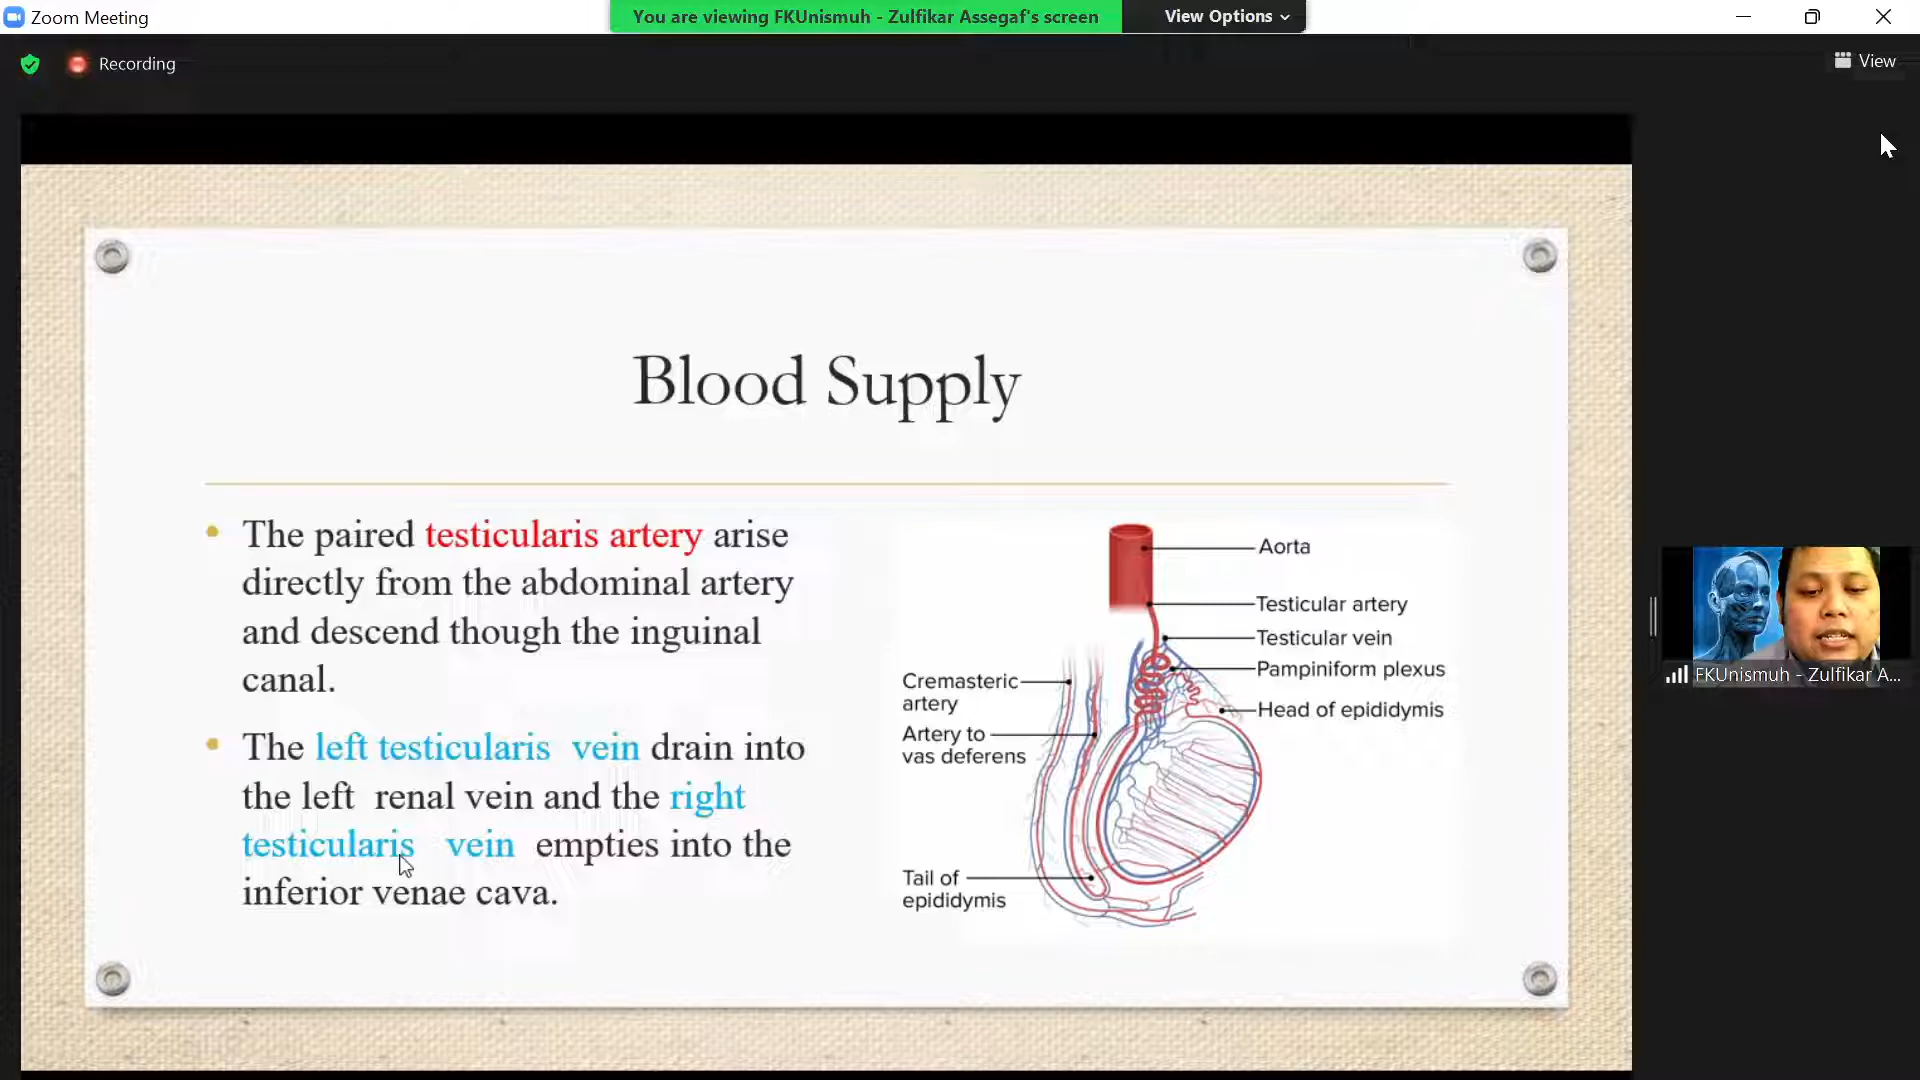 Zoom Meeting
You are viewing FKUnismuh - Zulfikar Assegaf's screen
View Options
Recording
View
Blood Supply
The paired testicularis artery arise
directly from the abdominal artery
and descend though the inguinal
canal.
The left testicularis vein drain into
the left renal vein and the right
testicularis vein empties into the
inferior venae cava.
Aorta
Testicular artery
Testicular vein
Pampiniform plexus
Head of epididymis
Cremasteric
artery
Artery to
vas deferens
Tail of
epididymis
FKUnismuh - Zulfikar A...